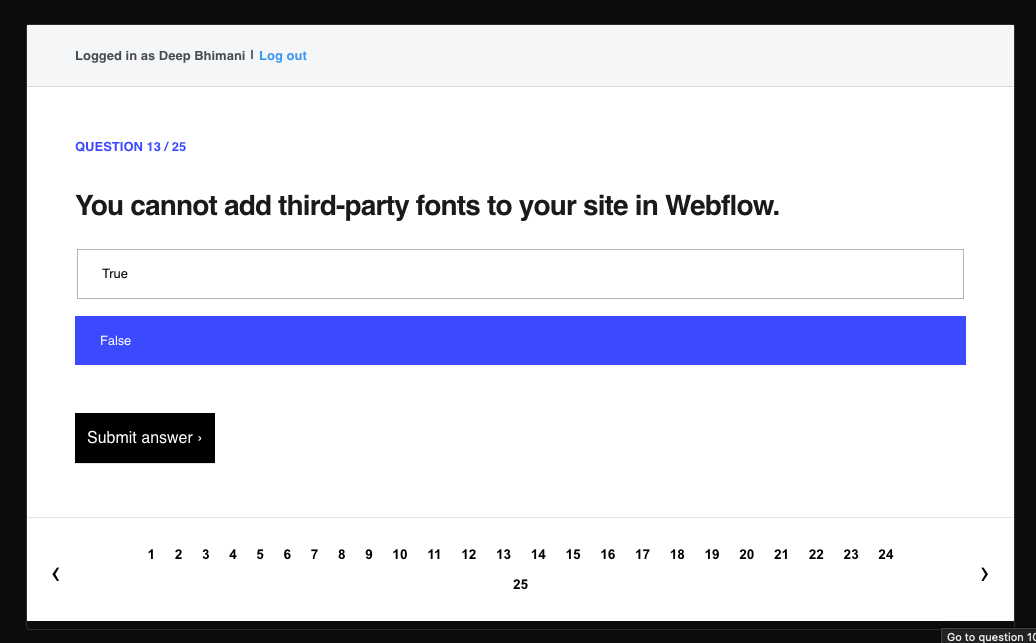 Logged in as Deep Bhimani | Log out
QUESTION 13 / 25
You cannot add third-party fonts to your site in Webflow.
True
False
Submit answer ›
1 2 3 4 5 6 7 8 9 10 11 12 13 14 15 16 17 18 19 20 21 22 23 24
‹ ›
25
Go to question